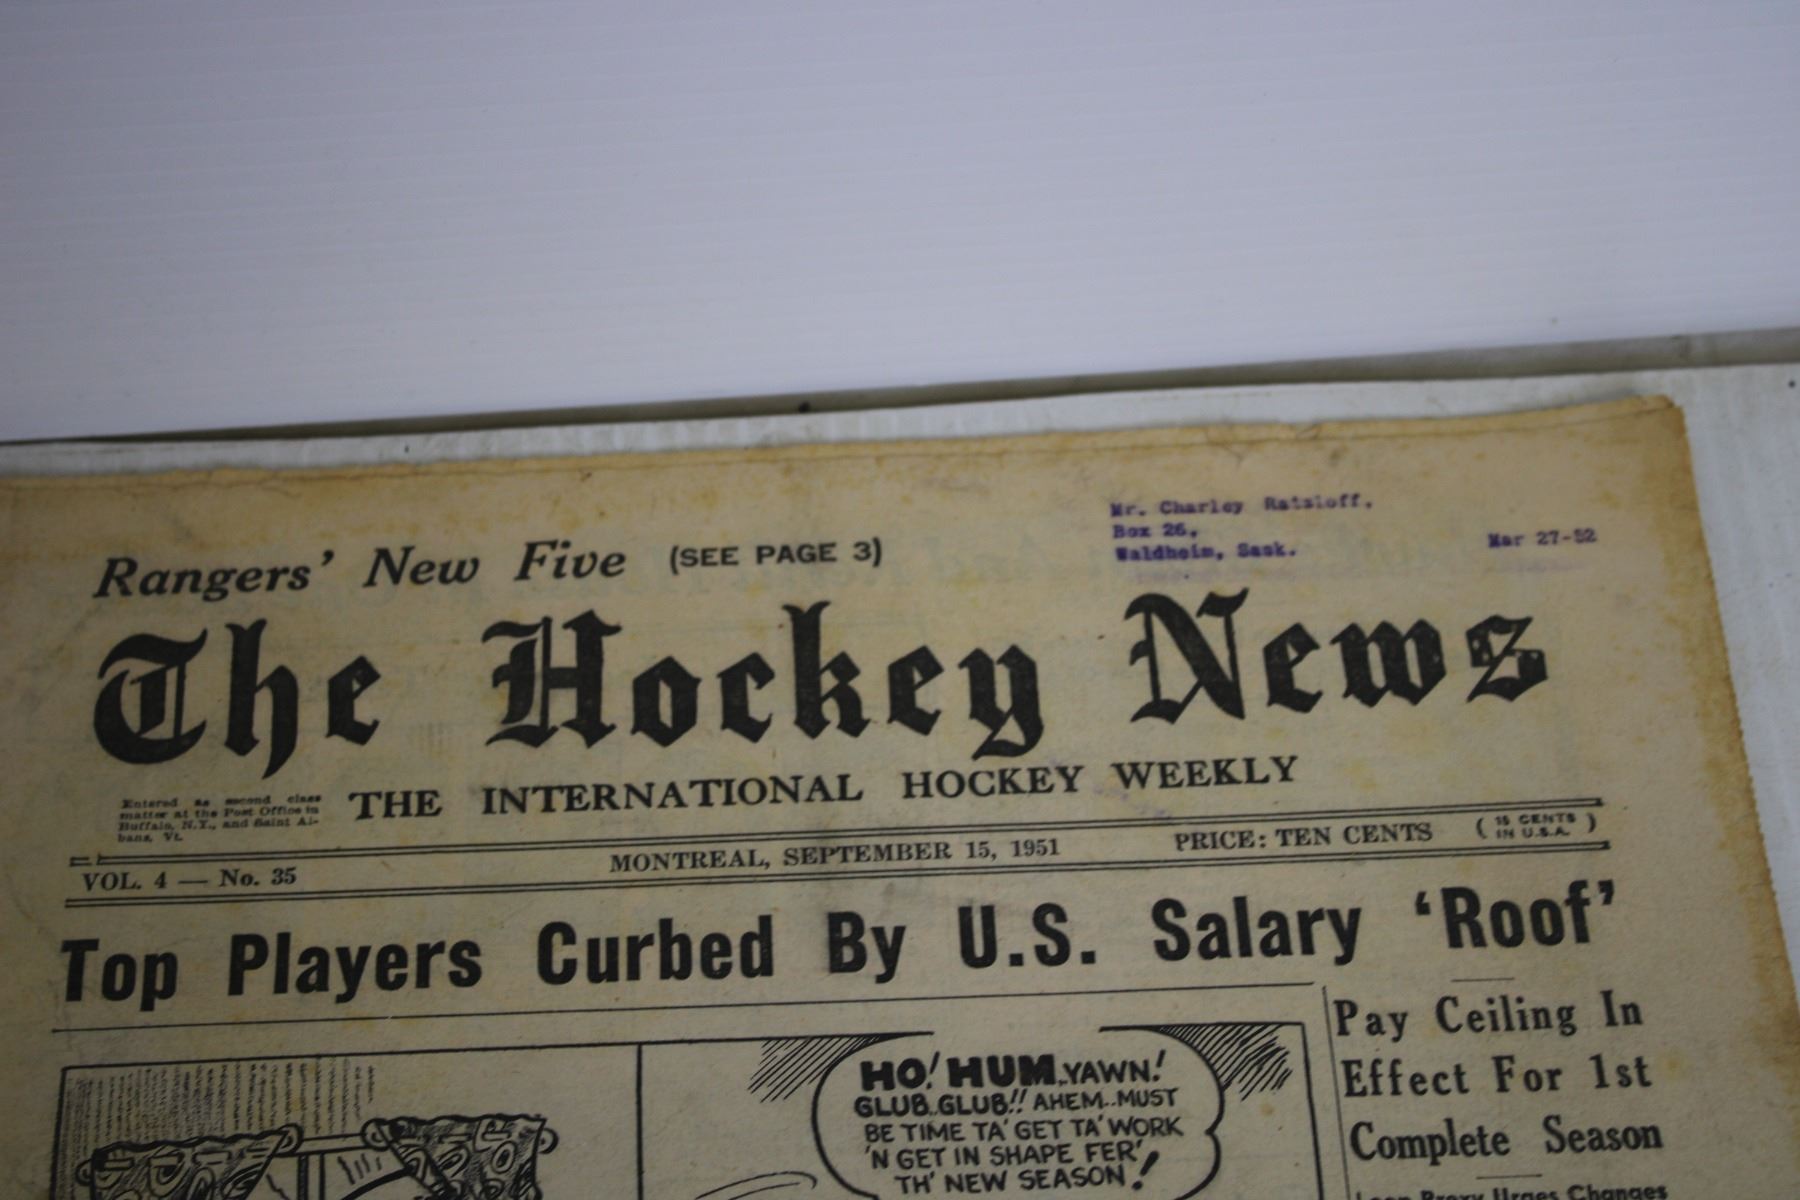 Mr. Charley Ratzloff,
Box 26,
Waldheim, Sask.
Mar 27-52
Rangers' New Five (SEE PAGE 3)
The Hockey News
THE INTERNATIONAL HOCKEY WEEKLY
Entered as second class
matter at the Post Office in
Buffalo, N.Y., and Saint Al-
bans, Vt.
VOL. 4 — No. 35
MONTREAL, SEPTEMBER 15, 1951
PRICE: TEN CENTS
( 15 CENTS
IN U.S.A. )
Top Players Curbed By U.S. Salary 'Roof'
Pay Ceiling In
Effect For 1st
Complete Season
Urges Changes
HO! HUM..YAWN!
GLUB..GLUB!! AHEM..MUST
BE TIME TA' GET TA' WORK
'N GET IN SHAPE FER'
TH' NEW SEASON!